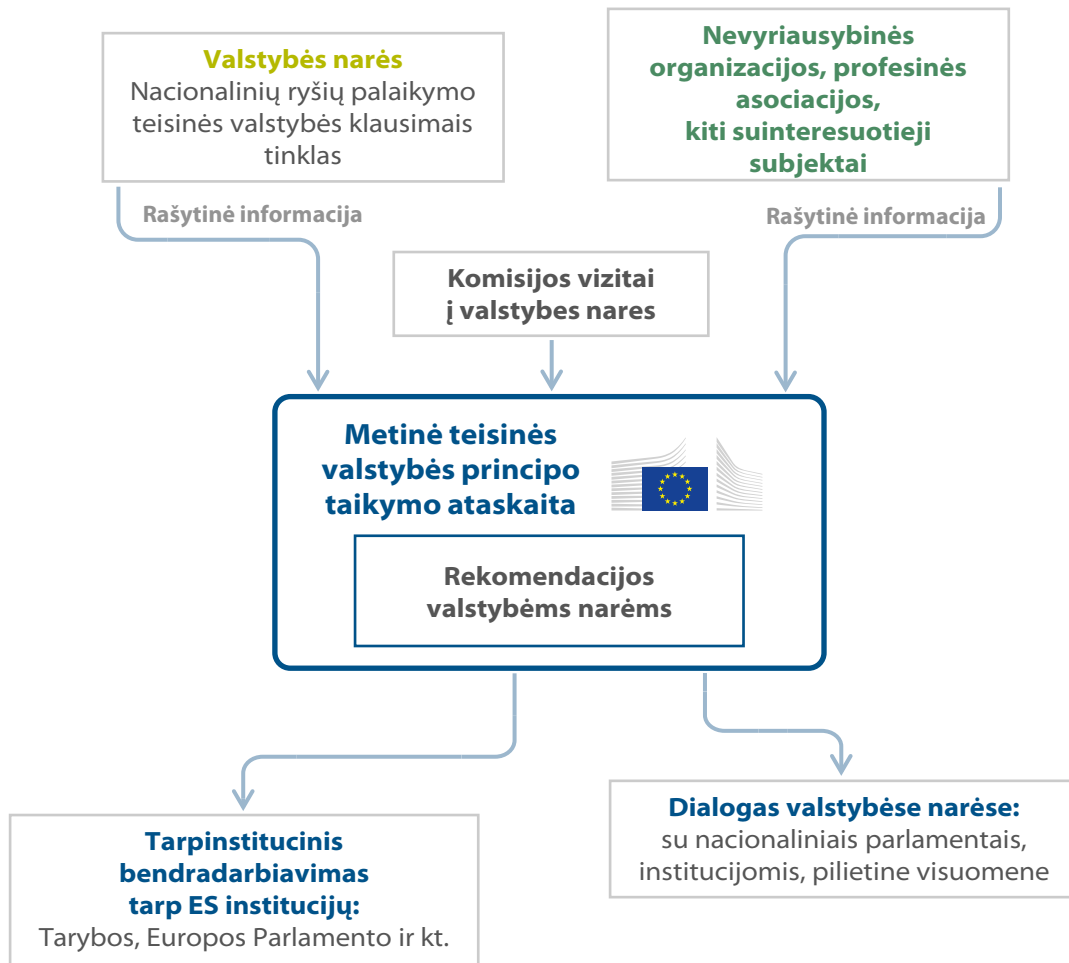 Valstybės narės
Nacionalinių ryšių palaikymo
teisinės valstybės klausimais
tinklas
Nevyriausybinės
organizacijos, profesinės
asociacijos,
kiti suinteresuotieji
subjektai
Rašytinė informacija
Rašytinė informacija
Komisijos vizitai
į valstybes nares
Metinė teisinės
valstybės principo
taikymo ataskaita
Rekomendacijos
valstybėms narėms
Tarpinstitucinis
bendradarbiavimas
tarp ES institucijų:
Tarybos, Europos Parlamento ir kt.
Dialogas valstybėse narėse:
su nacionaliniais parlamentais,
institucijomis, pilietine visuomene